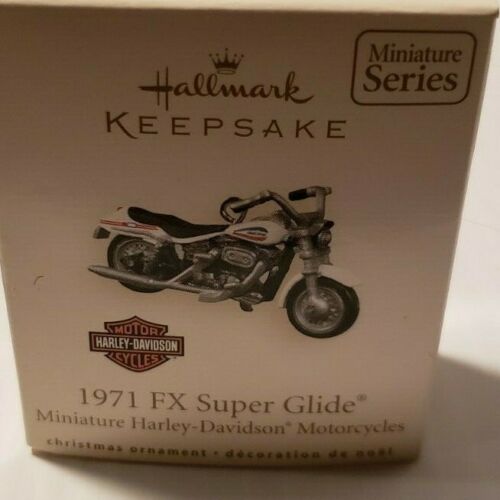 Hallmark
KEEPSAKE
Miniature
Series
MOTOR
HARLEY-DAVIDSON
CYCLES
1971 FX Super Glide®
Miniature Harley-Davidson® Motorcycles
christmas ornament • décoration de noël